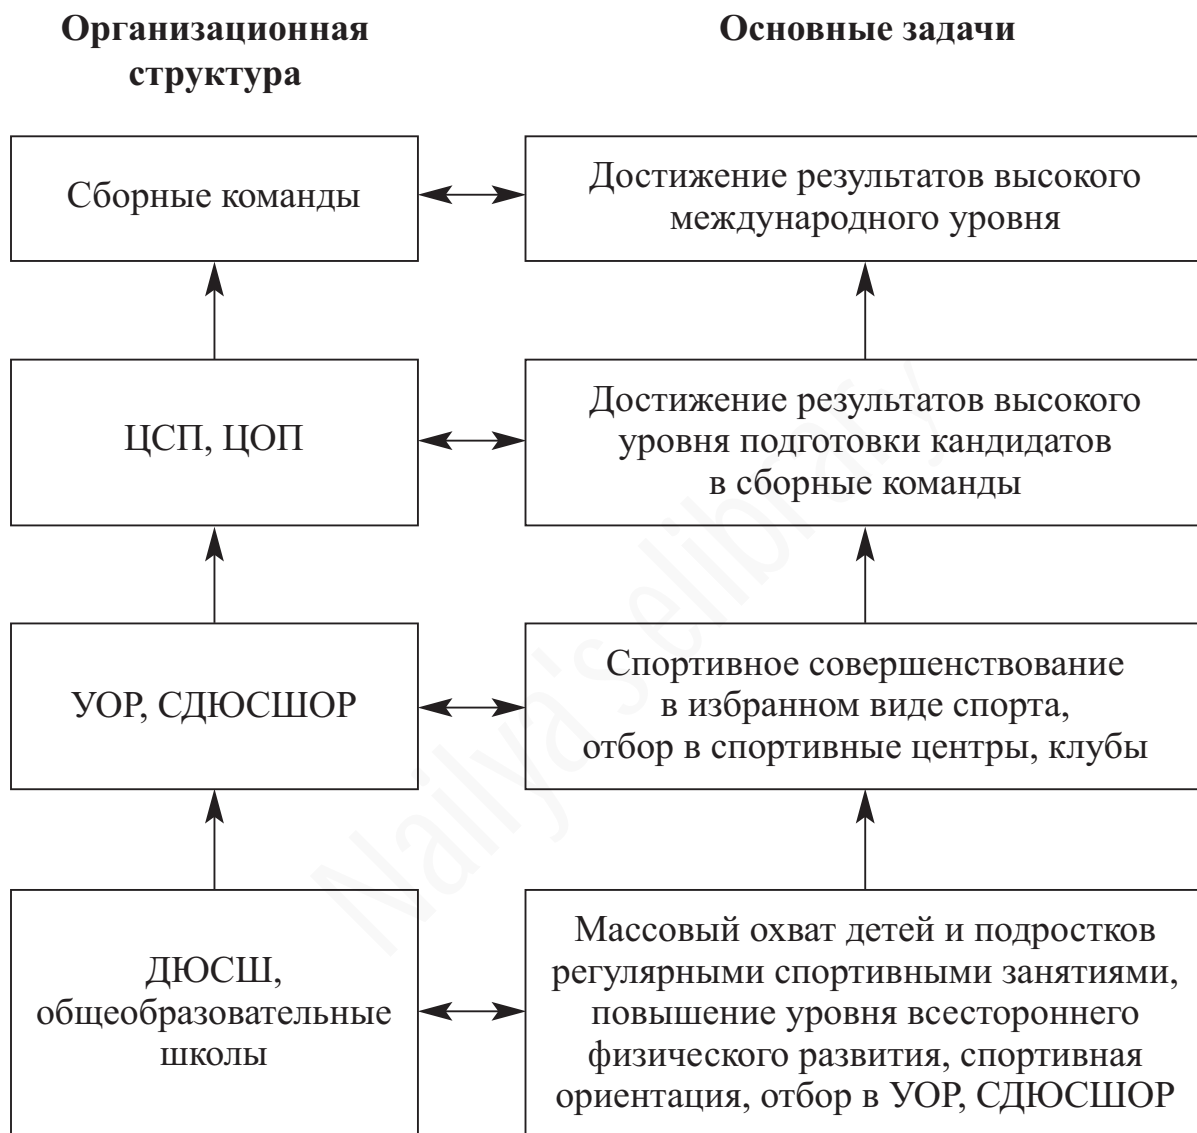 Организационная
структура
Основные задачи
Сборные команды
Достижение результатов высокого
международного уровня
ЦСП, ЦОП
Достижение результатов высокого
уровня подготовки кандидатов
в сборные команды
УОР, СДЮСШОР
Спортивное совершенствование
в избранном виде спорта,
отбор в спортивные центры, клубы
ДЮСШ,
общеобразовательные
школы
Массовый охват детей и подростков
регулярными спортивными занятиями,
повышение уровня всестороннего
физического развития, спортивная
ориентация, отбор в УОР, СДЮСШОР
Nailya's elibrary